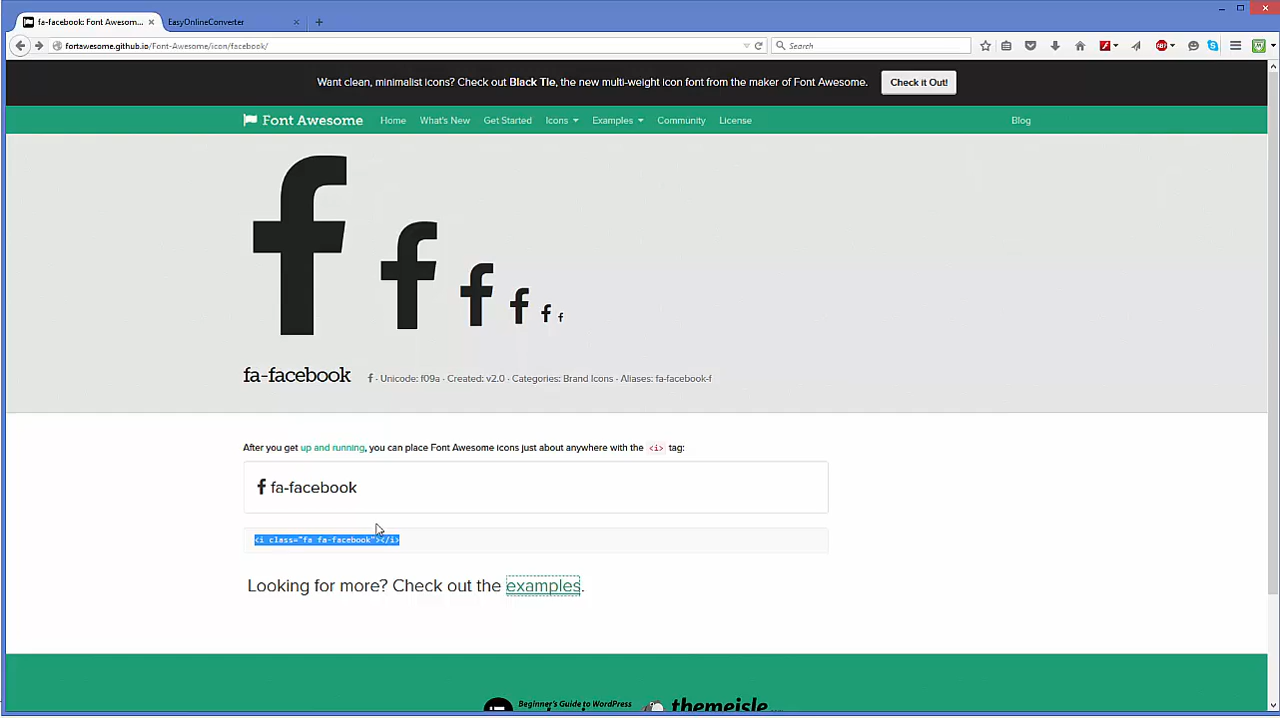 fa-facebook: Font Awesome...
EasyOnlineConverter
fortawesome.github.io/Font-Awesome/icon/facebook/
Search
ABP
Want clean, minimalist icons? Check out Black Tie, the new multi-weight icon font from the maker of Font Awesome.
Check it Out!
Font Awesome
Home
What's New
Get Started
Icons
Examples
Community
License
Blog
fa-facebook
· Unicode: f09a · Created: v2.0 · Categories: Brand Icons · Aliases: fa-facebook-f
After you get up and running, you can place Font Awesome icons just about anywhere with the <i> tag:
fa-facebook
<i class="fa fa-facebook"></i>
Looking for more? Check out the examples.
Beginner's Guide to WordPress
themeisle